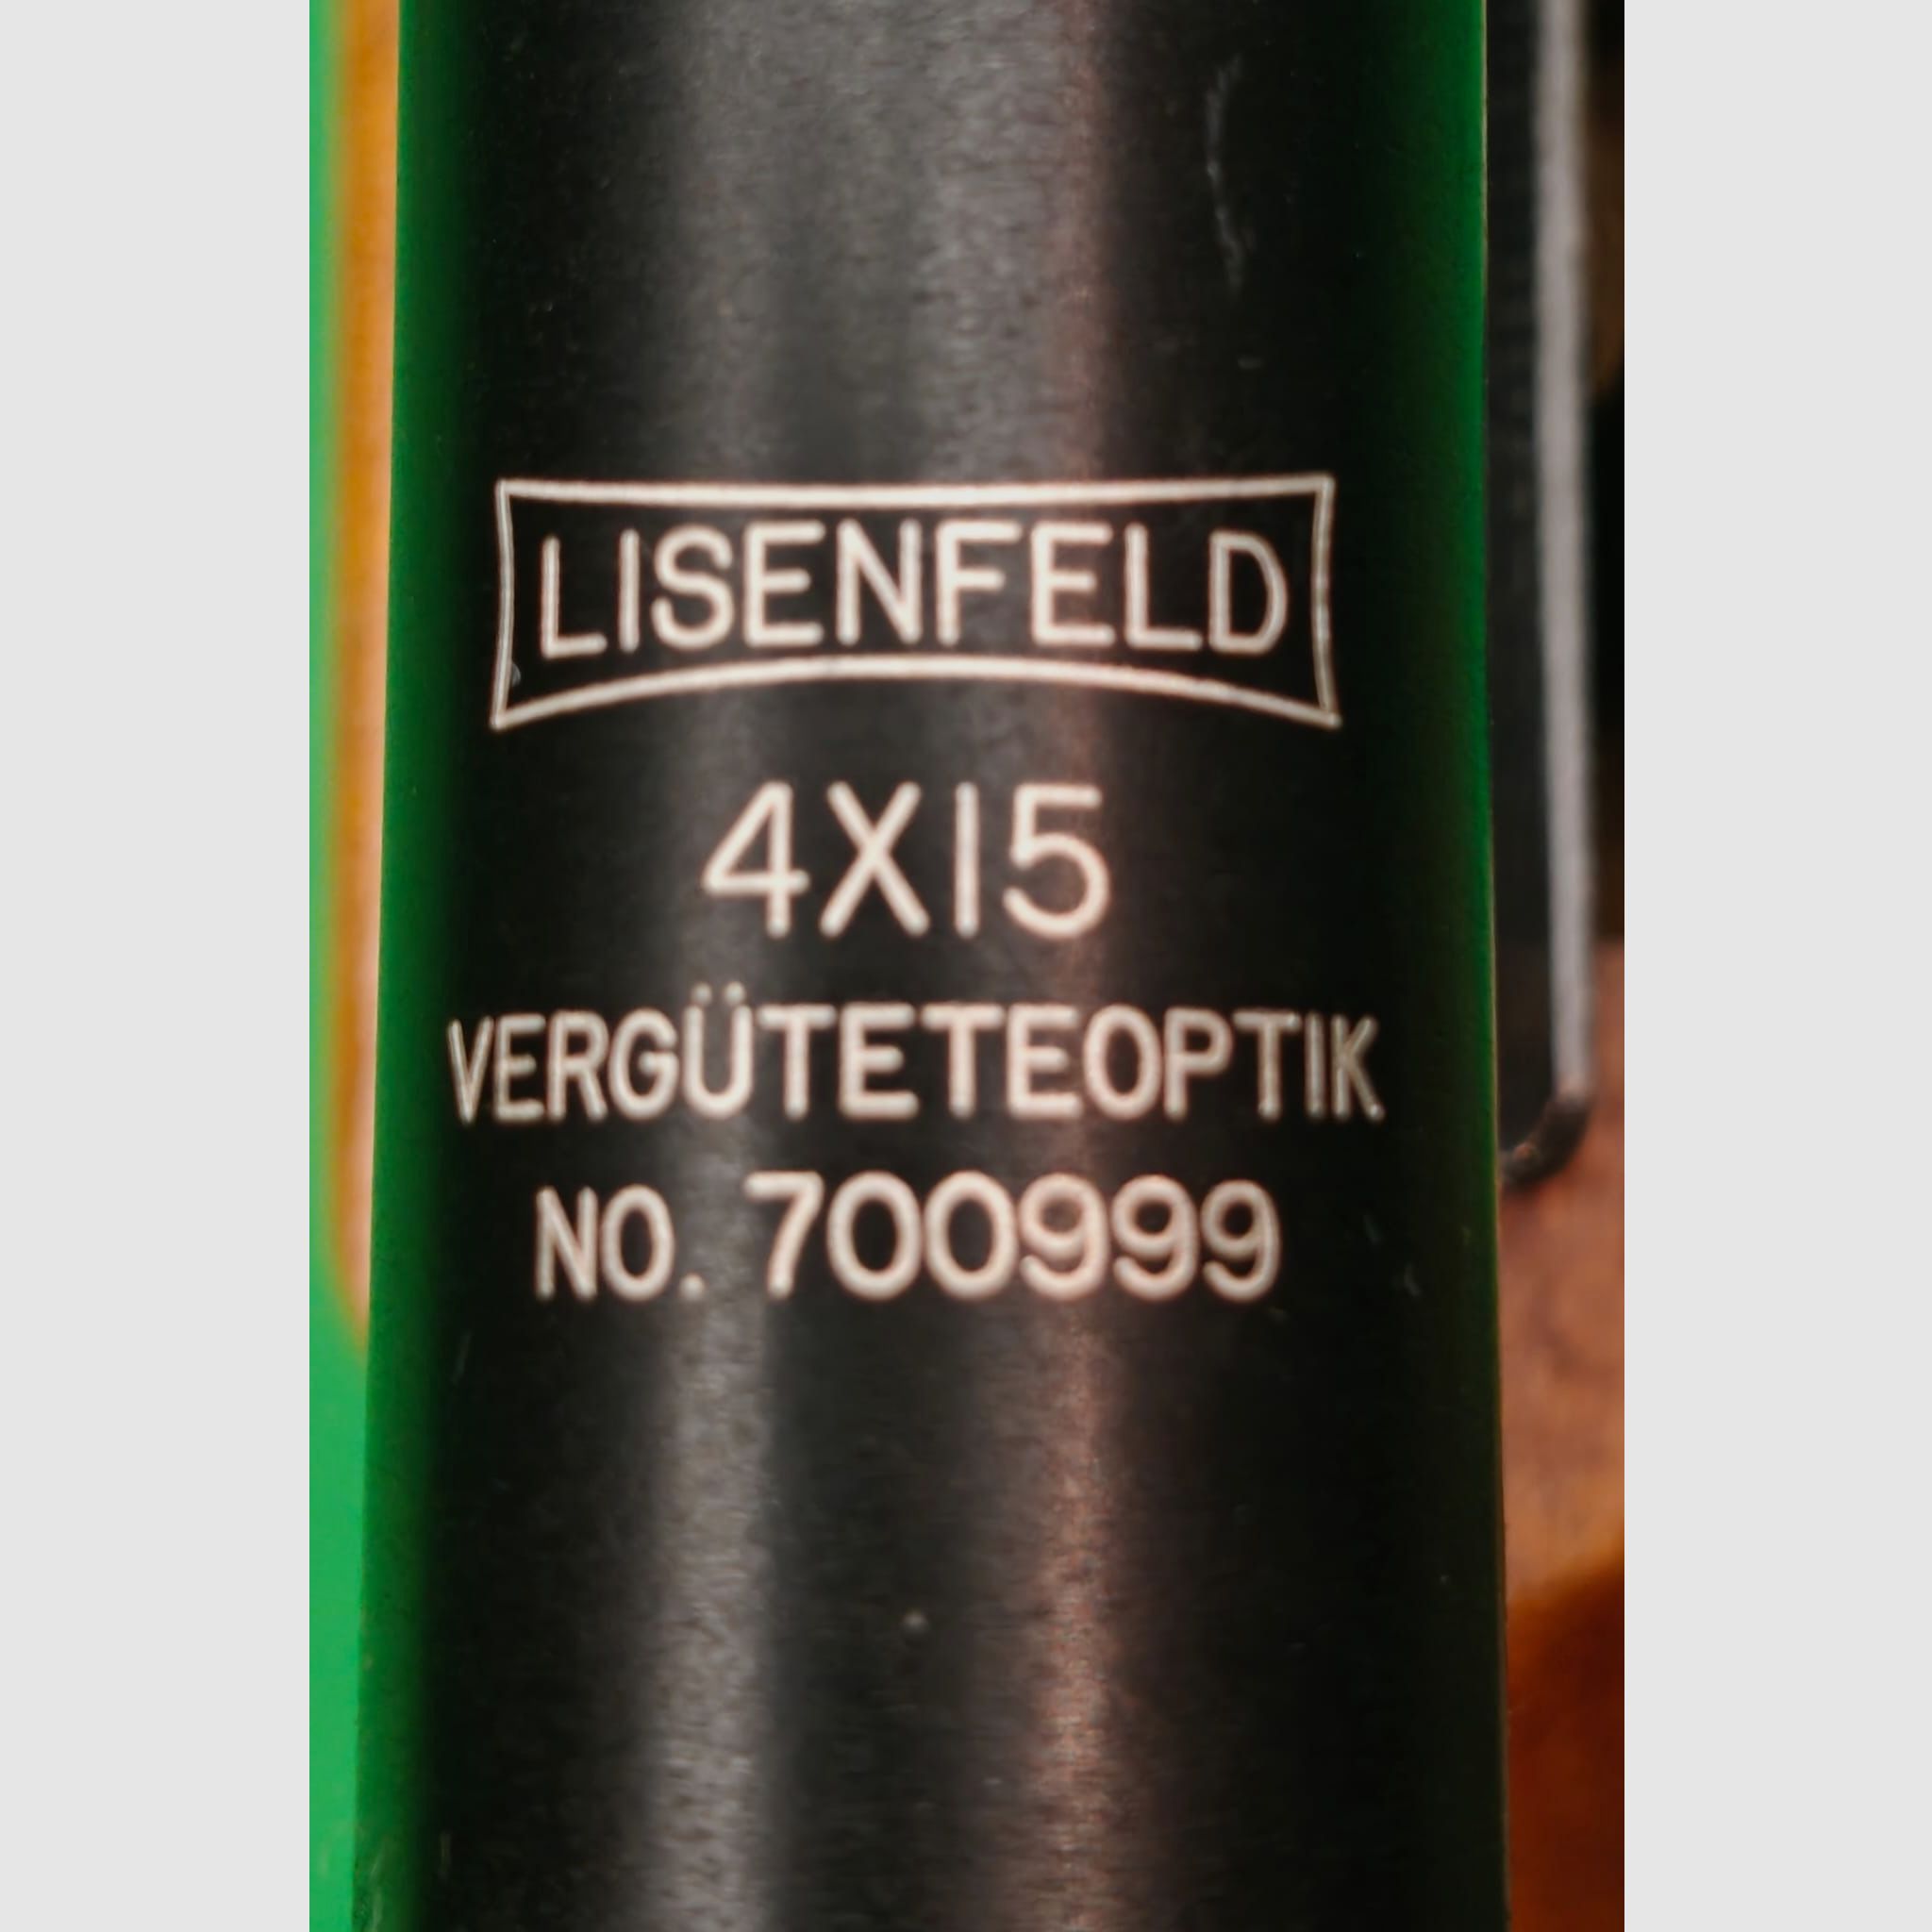 LISENFELD
4X15
VERGÜTETEOPTIK
NO. 700999